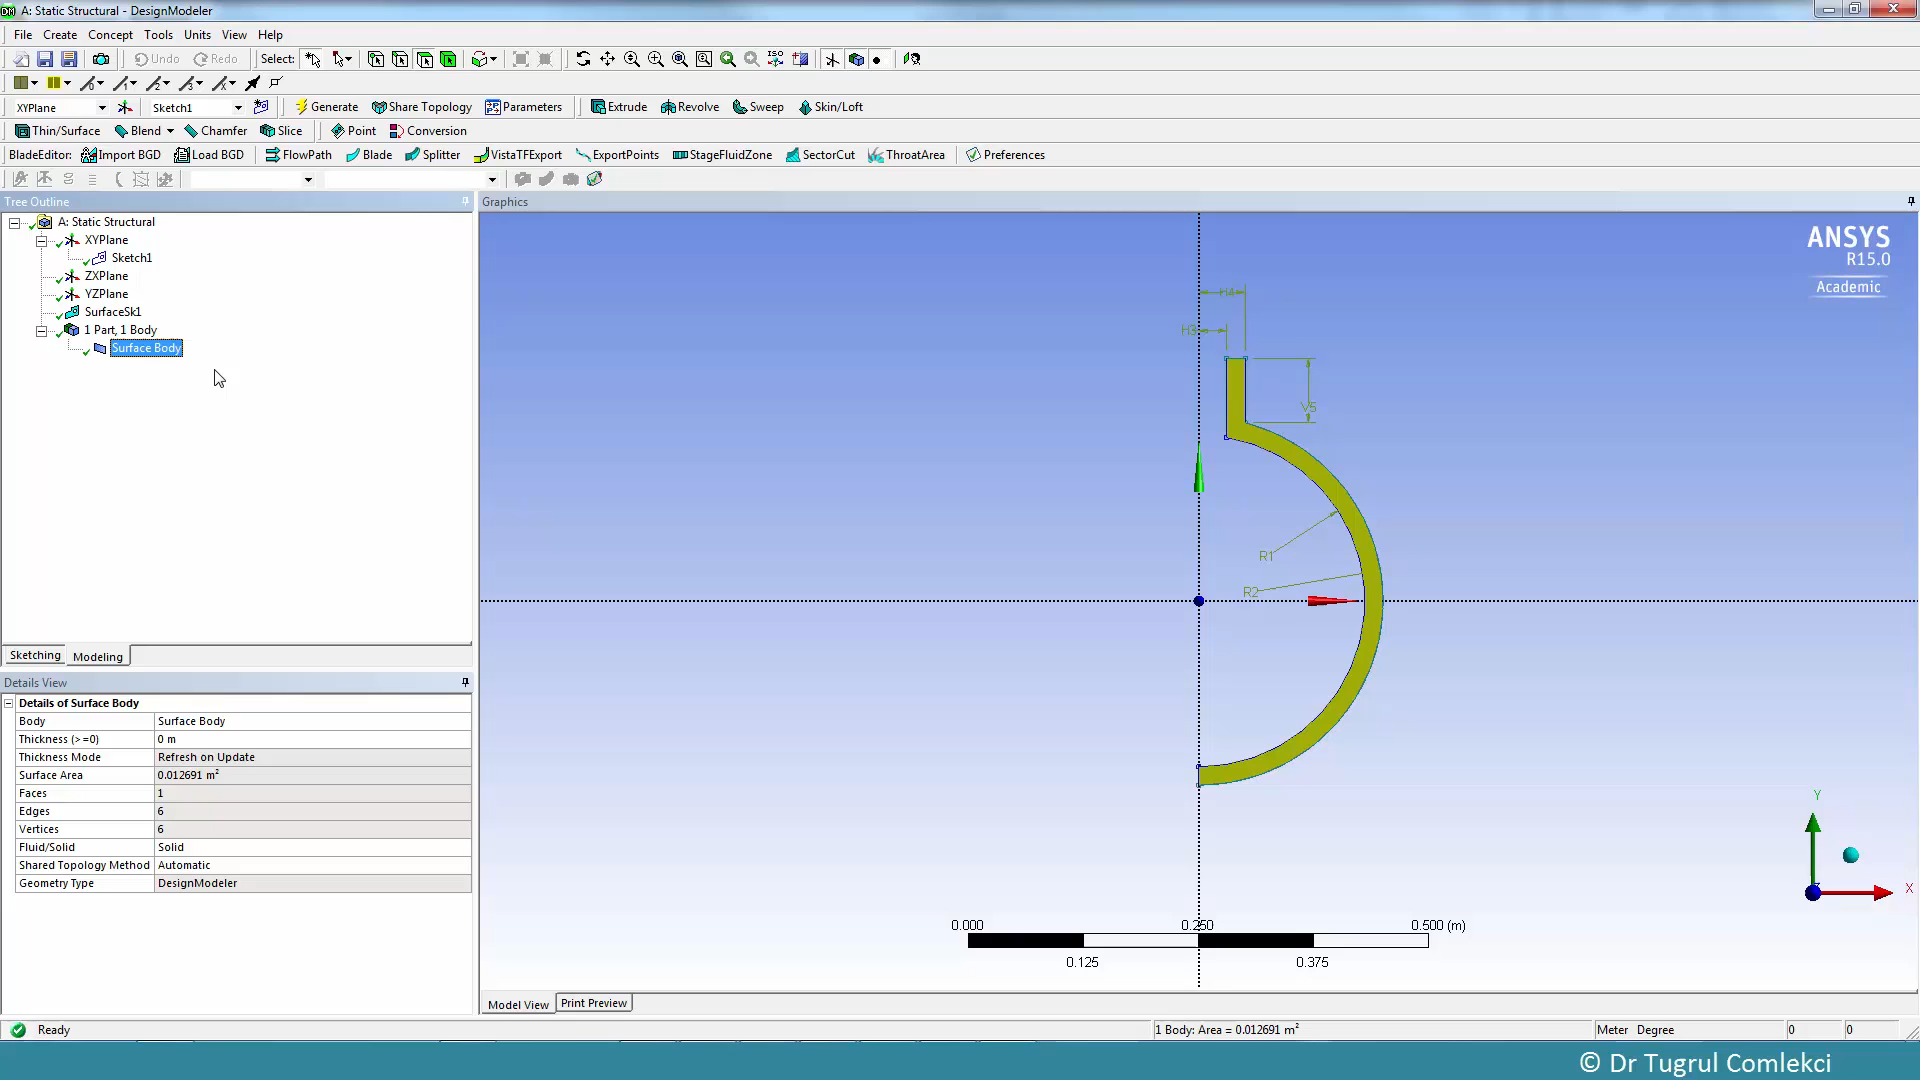 A: Static Structural - DesignModeler
File Create Concept Tools Units View Help
Undo Redo Select:
XYPlane Sketch1 Generate Share Topology Parameters Extrude Revolve Sweep Skin/Loft
Thin/Surface Blend Chamfer Slice Point Conversion
BladeEditor: Import BGD Load BGD FlowPath Blade Splitter VistaTFExport ExportPoints StageFluidZone SectorCut ThroatArea Preferences
Tree Outline
A: Static Structural
XYPlane
Sketch1
ZXPlane
YZPlane
SurfaceSk1
1 Part, 1 Body
Surface Body
Sketching Modeling
Details View
Details of Surface Body
Body Surface Body
Thickness (>=0) 0 m
Thickness Mode Refresh on Update
Surface Area 0.012691 m²
Faces 1
Edges 6
Vertices 6
Fluid/Solid Solid
Shared Topology Method Automatic
Geometry Type DesignModeler
Graphics
ANSYS
R15.0
Academic
H4
H3
V5
R1
R2
Y
X
0.000 0.250 0.500 (m)
0.125 0.375
Model View Print Preview
Ready 1 Body: Area = 0.012691 m² Meter Degree 0 0
© Dr Tugrul Comlekci